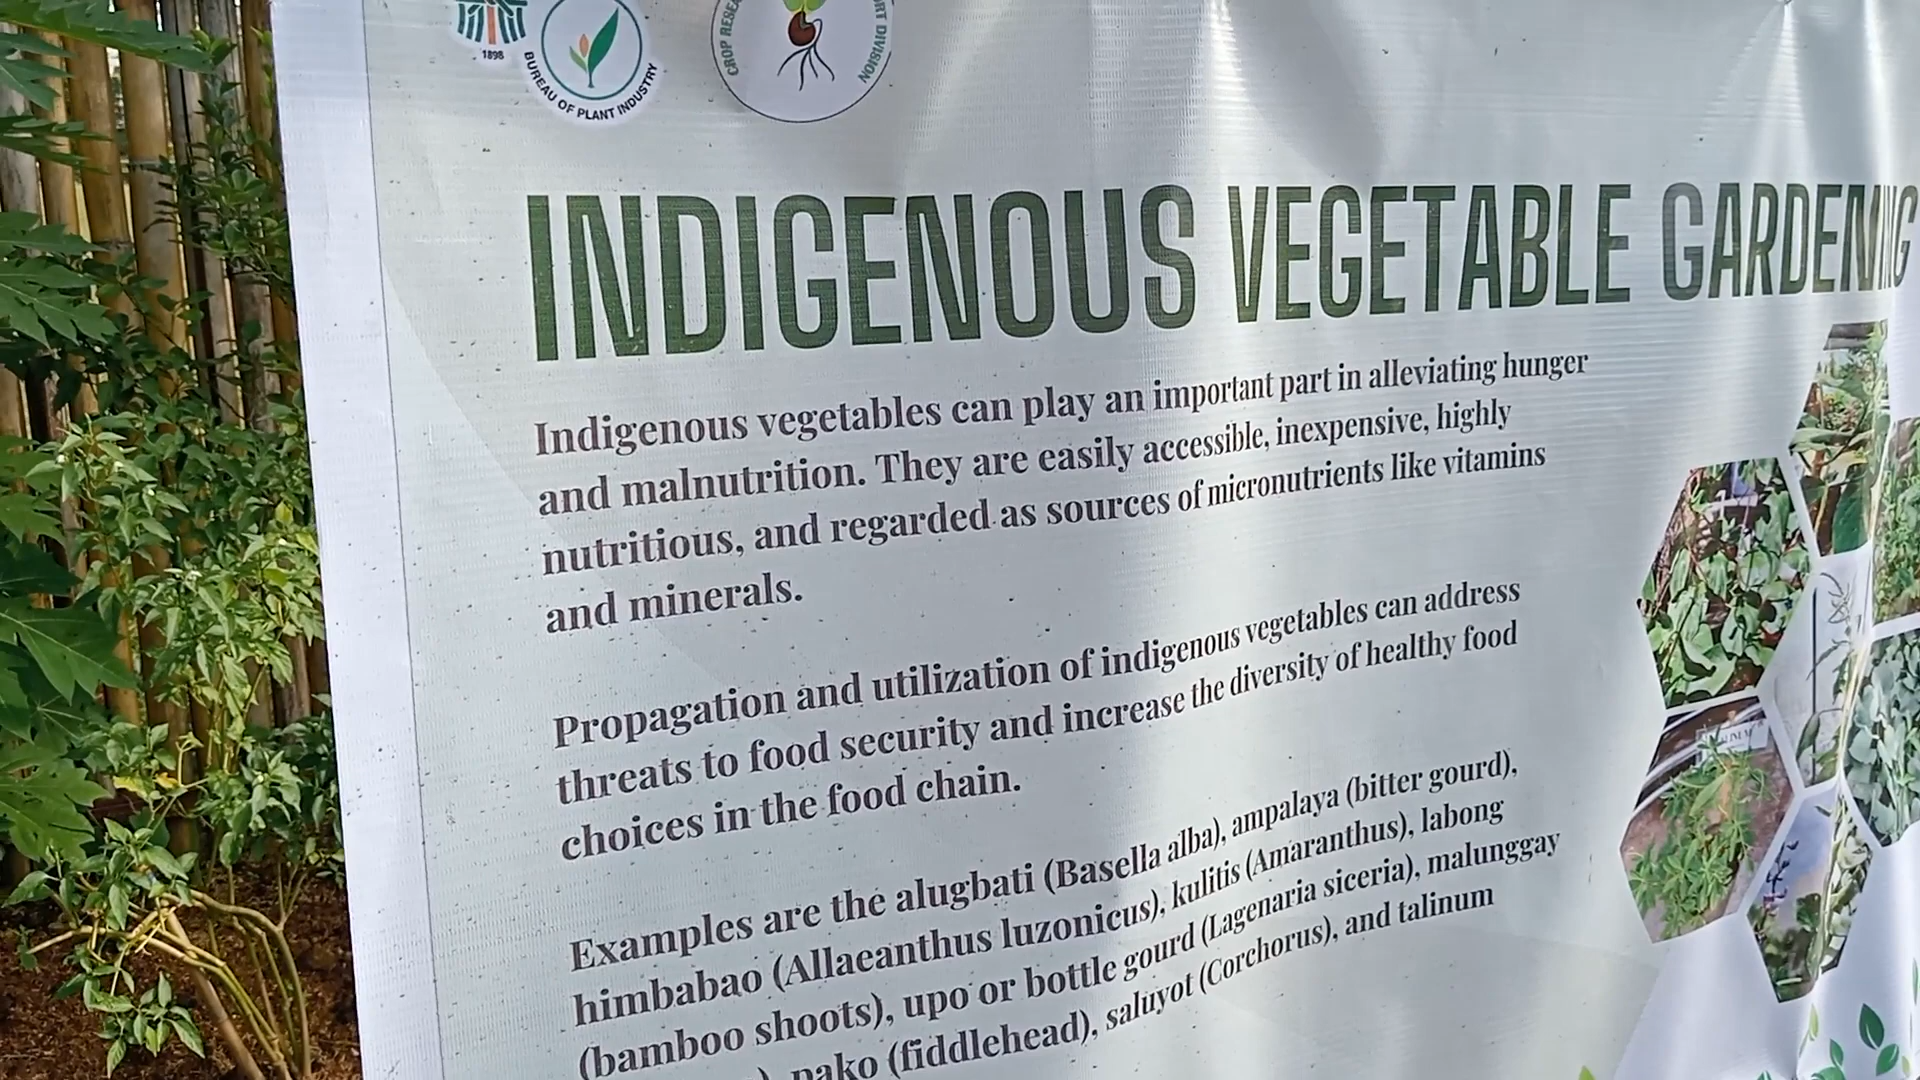 1898
BUREAU OF PLANT INDUSTRY
CROP
DIVISION
INDIGENOUS VEGETABLE GARDENING
Indigenous vegetables can play an important part in alleviating hunger
and malnutrition. They are easily accessible, inexpensive, highly
nutritious, and regarded as sources of micronutrients like vitamins
and minerals.
Propagation and utilization of indigenous vegetables can address
threats to food security and increase the diversity of healthy food
choices in the food chain.
Examples are the alugbati (Basella alba), ampalaya (bitter gourd),
himbabao (Allaeanthus luzonicus), kulitis (Amaranthus), labong
(bamboo shoots), upo or bottle gourd (Lagenaria siceria), malunggay
pako (fiddlehead), saluyot (Corchorus), and talinum